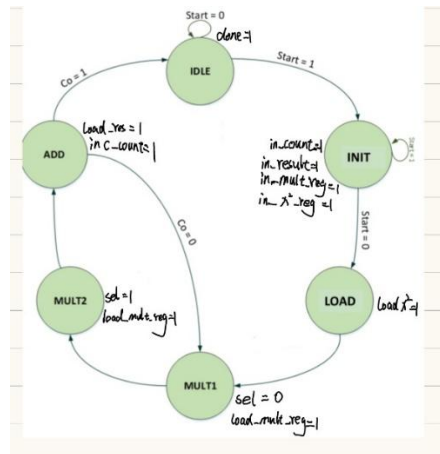 Start = 0
done=1
IDLE
Start = 1
Co = 1
load_res = 1
inc_count=1
ADD
in_count=1
in_result=1
in_mult_reg=1
in_x²_reg=1
INIT
Start = 1
Co = 0
Start = 0
MULT2
sel=1
load_mult_reg=1
LOAD
load x²=1
MULT1
sel = 0
load_mult_reg=1